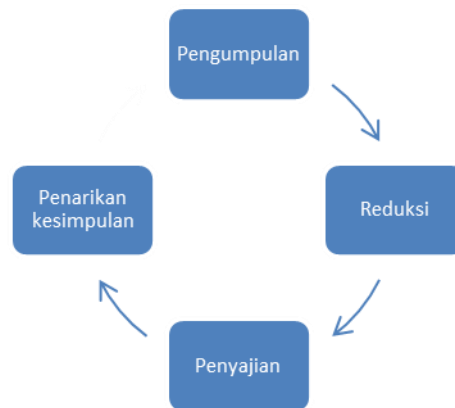 Pengumpulan
Reduksi
Penyajian
Penarikan
kesimpulan